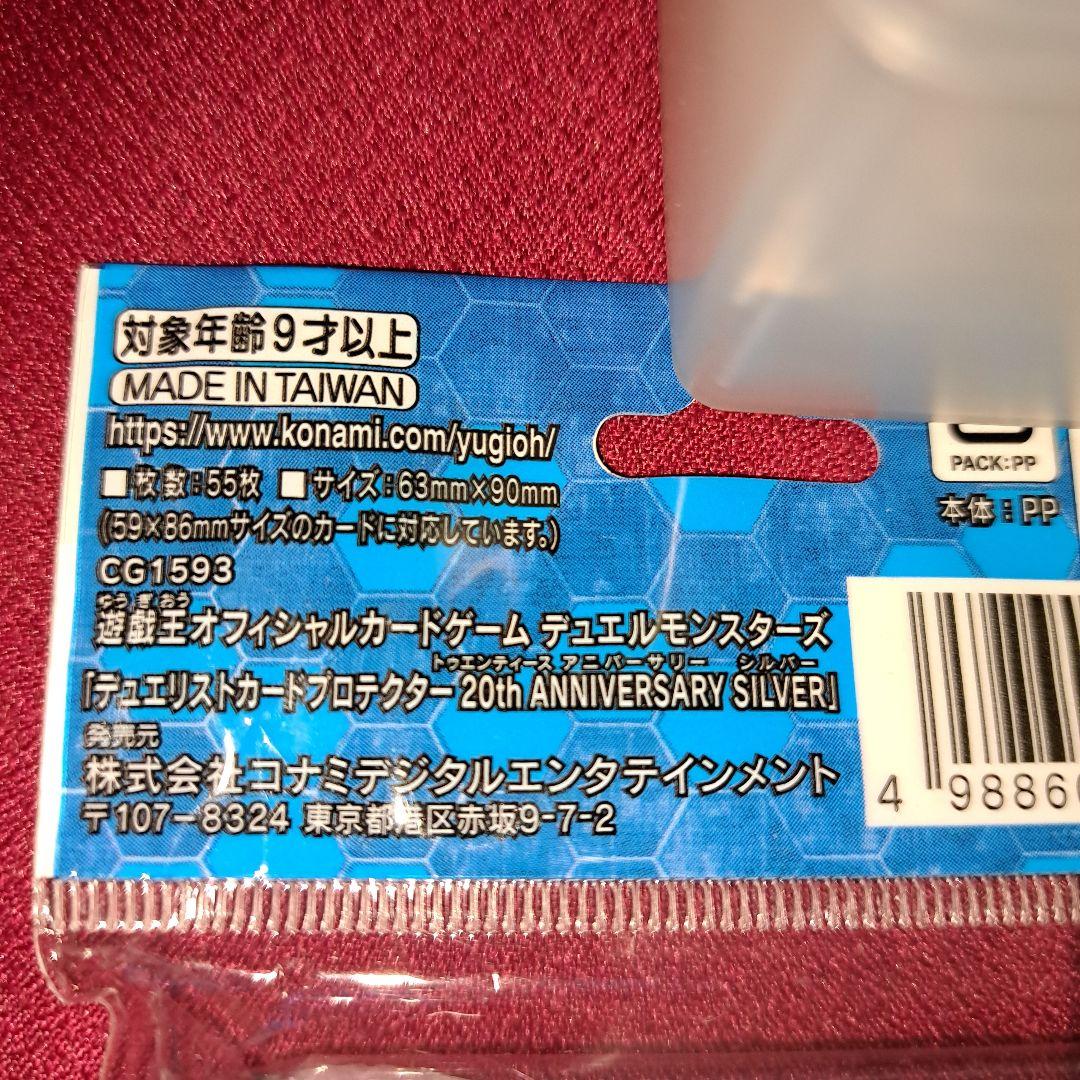 対象年齢9才以上
MADE IN TAIWAN
https://www.konami.com/yugioh/
■枚数:55枚 ■サイズ:63mm×90mm
(59×86mmサイズのカードに対応しています。)
CG1593
ゆうぎおう
遊戯王オフィシャルカードゲーム デュエルモンスターズ
トゥエンティース アニバーサリー シルバー
「デュエリストカードプロテクター 20th ANNIVERSARY SILVER」
発売元
株式会社コナミデジタルエンタテインメント
〒107-8324 東京都港区赤坂9-7-2
PACK:PP
本体:PP
4 98860